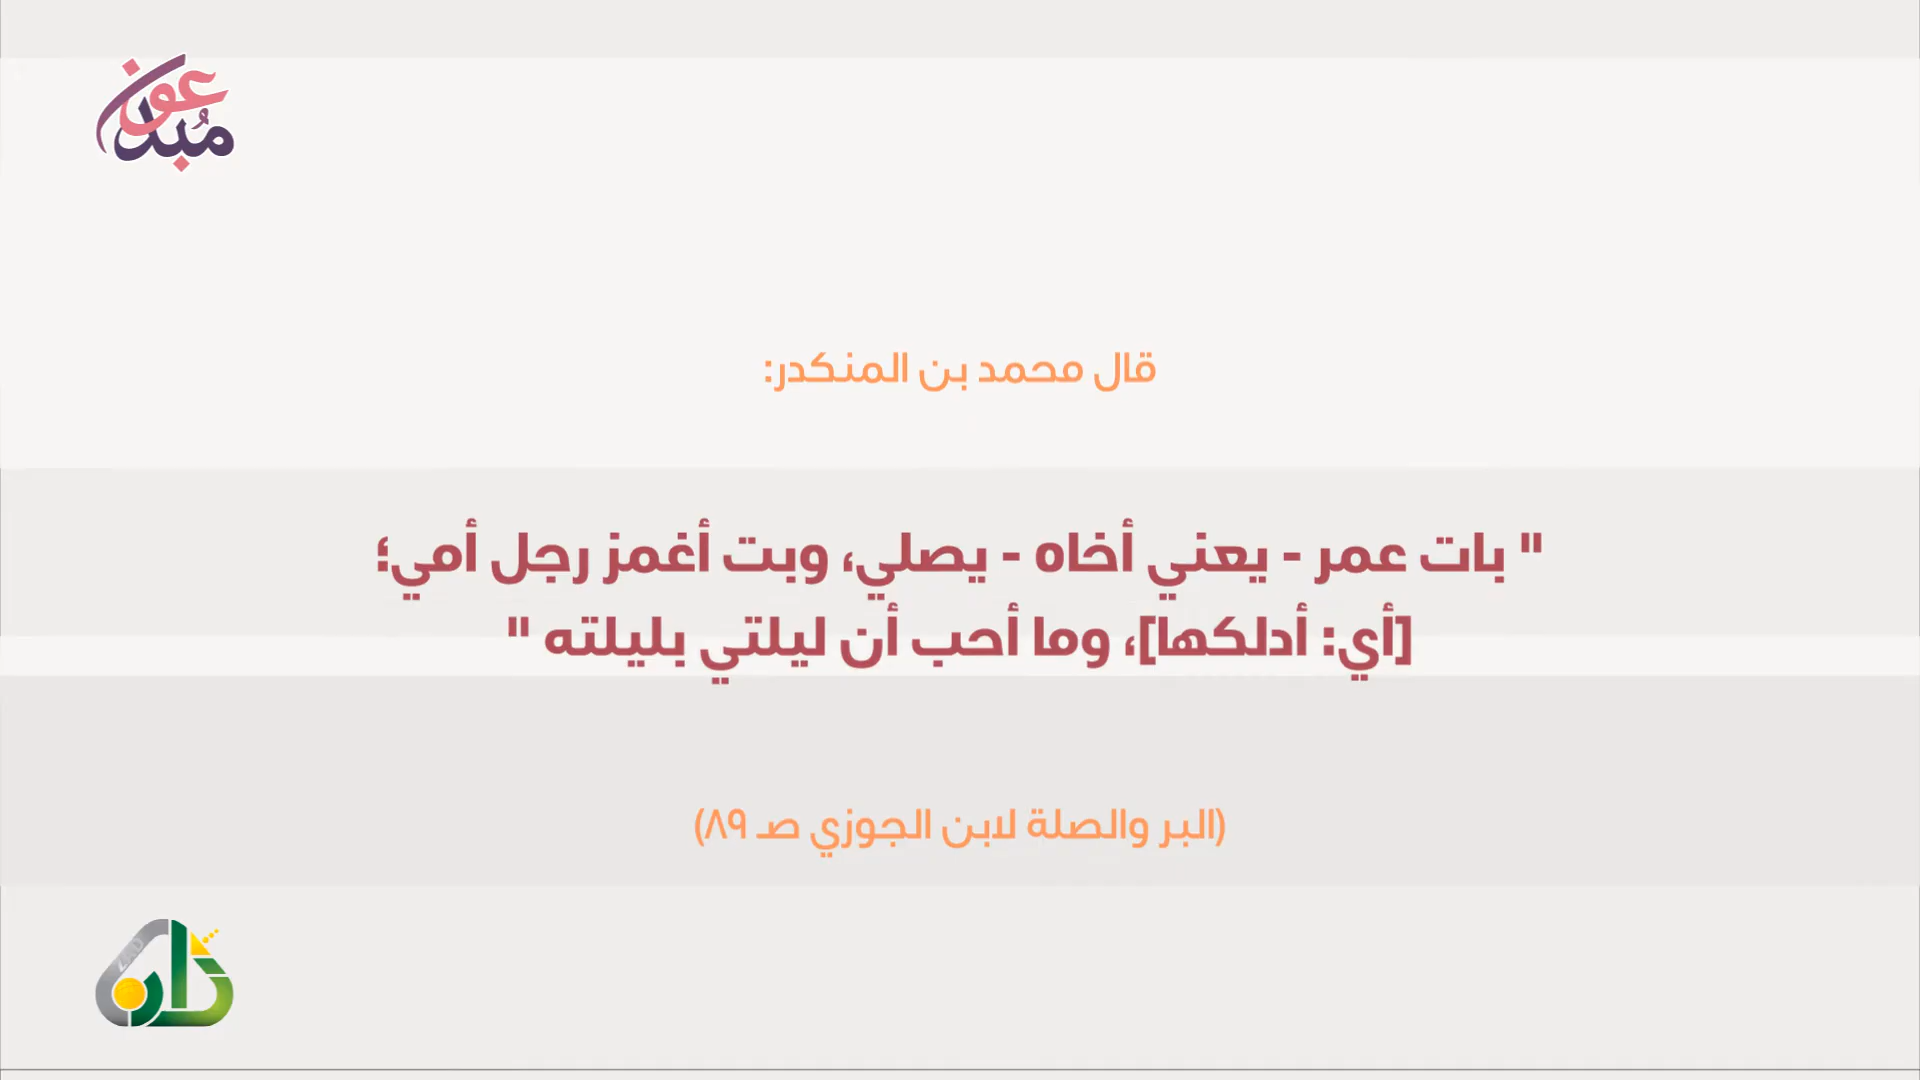 مُبدعون
قال محمد بن المنكدر:
" بات عمر - يعني أخاه - يصلي، وبت أغمز رجل أمي؛
[أي: أدلكها]، وما أحب أن ليلتي بليلته "
(البر والصلة لابن الجوزي صـ ٨٩)
زاد
ZAD